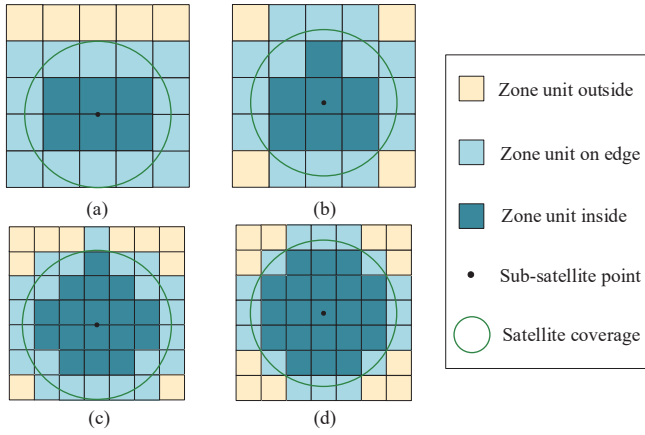 (a)
(b)
(c)
(d)
Zone unit outside
Zone unit on edge
Zone unit inside
Sub-satellite point
Satellite coverage